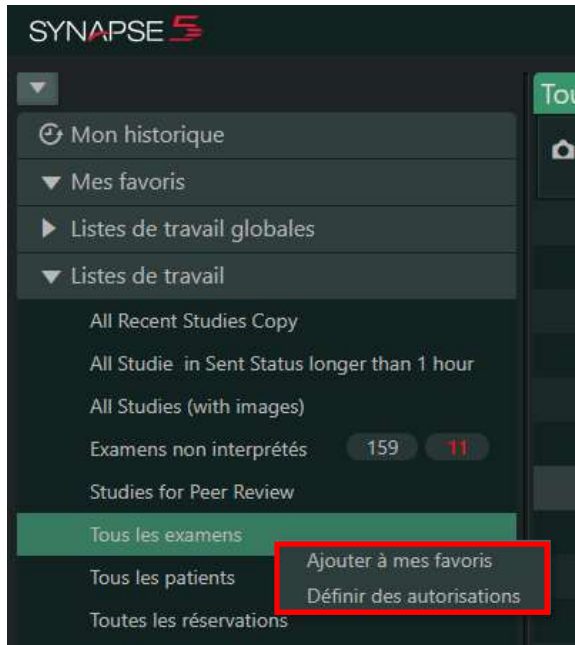 SYNAPSE 5
Tou
Mon historique
Mes favoris
Listes de travail globales
Listes de travail
All Recent Studies Copy
All Studie in Sent Status longer than 1 hour
All Studies (with images)
Examens non interprétés 159 11
Studies for Peer Review
Tous les examens
Ajouter à mes favoris
Tous les patients
Définir des autorisations
Toutes les réservations